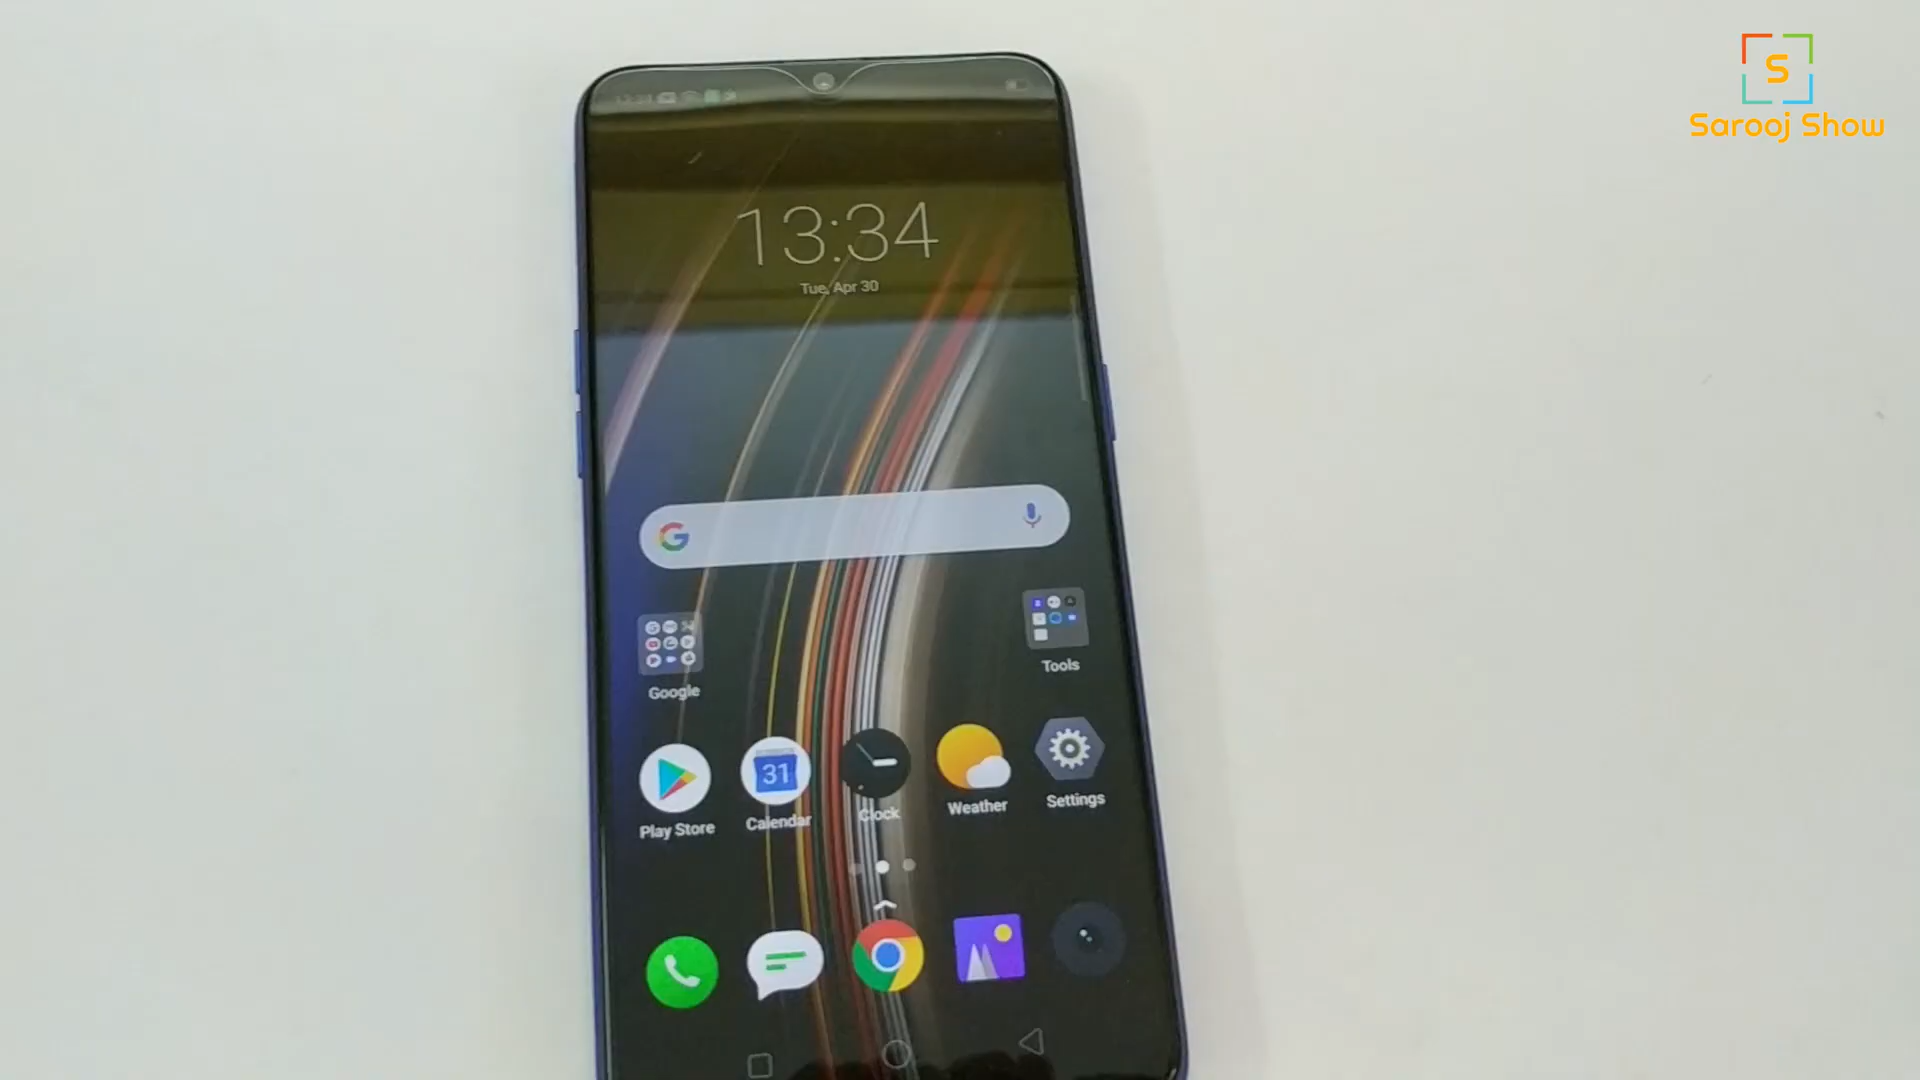 S
Sarooj Show
13:34
Tue, Apr 30
G
Tools
Google
31
Play Store
Calendar
Clock
Weather
Settings